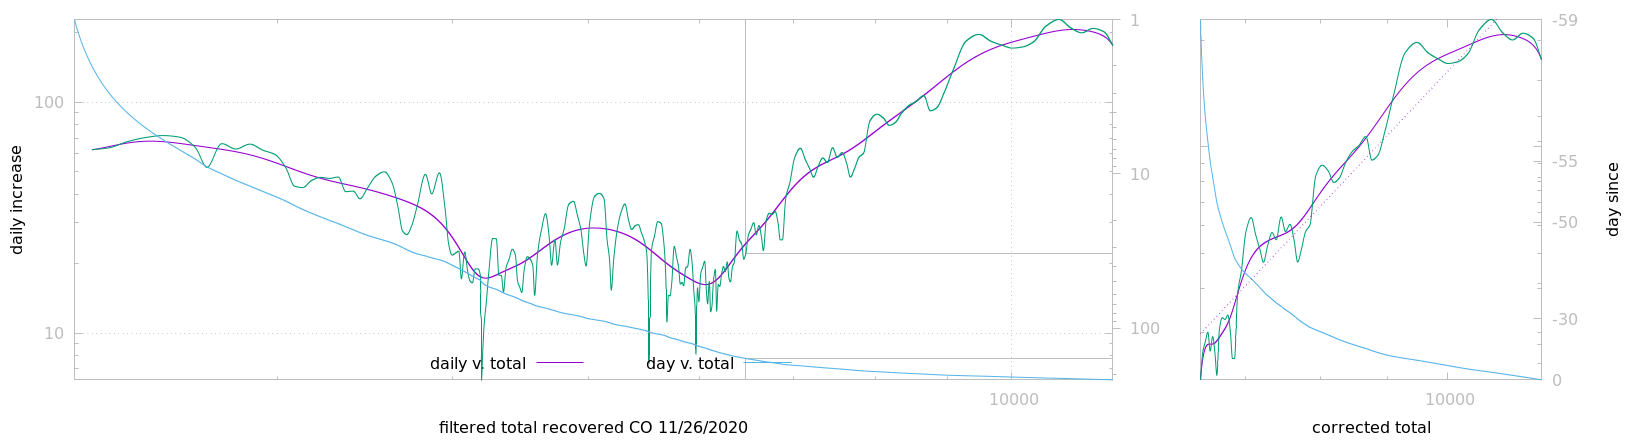 1
-59
100
daily increase
10
-55
day since
-50
100
-30
10
daily v. total
day v. total
0
10000
10000
filtered total recovered CO 11/26/2020
corrected total